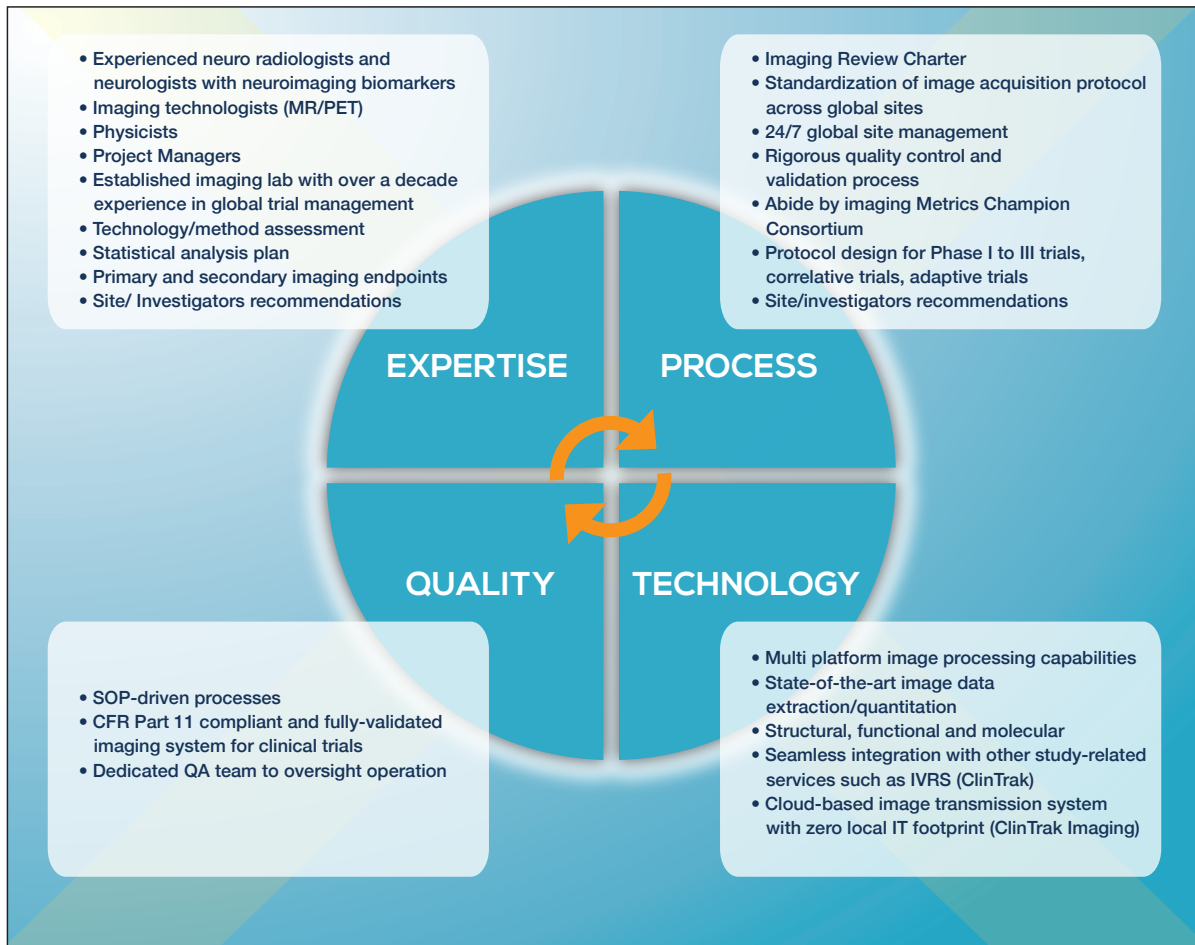 • Experienced neuro radiologists and
neurologists with neuroimaging biomarkers
• Imaging technologists (MR/PET)
• Physicists
• Project Managers
• Established imaging lab with over a decade
experience in global trial management
• Technology/method assessment
• Statistical analysis plan
• Primary and secondary imaging endpoints
• Site/ Investigators recommendations
• Imaging Review Charter
• Standardization of image acquisition protocol
across global sites
• 24/7 global site management
• Rigorous quality control and
validation process
• Abide by imaging Metrics Champion
Consortium
• Protocol design for Phase I to III trials,
correlative trials, adaptive trials
• Site/investigators recommendations
EXPERTISE
PROCESS
QUALITY
TECHNOLOGY
• SOP-driven processes
• CFR Part 11 compliant and fully-validated
imaging system for clinical trials
• Dedicated QA team to oversight operation
• Multi platform image processing capabilities
• State-of-the-art image data
extraction/quantitation
• Structural, functional and molecular
• Seamless integration with other study-related
services such as IVRS (ClinTrak)
• Cloud-based image transmission system
with zero local IT footprint (ClinTrak Imaging)